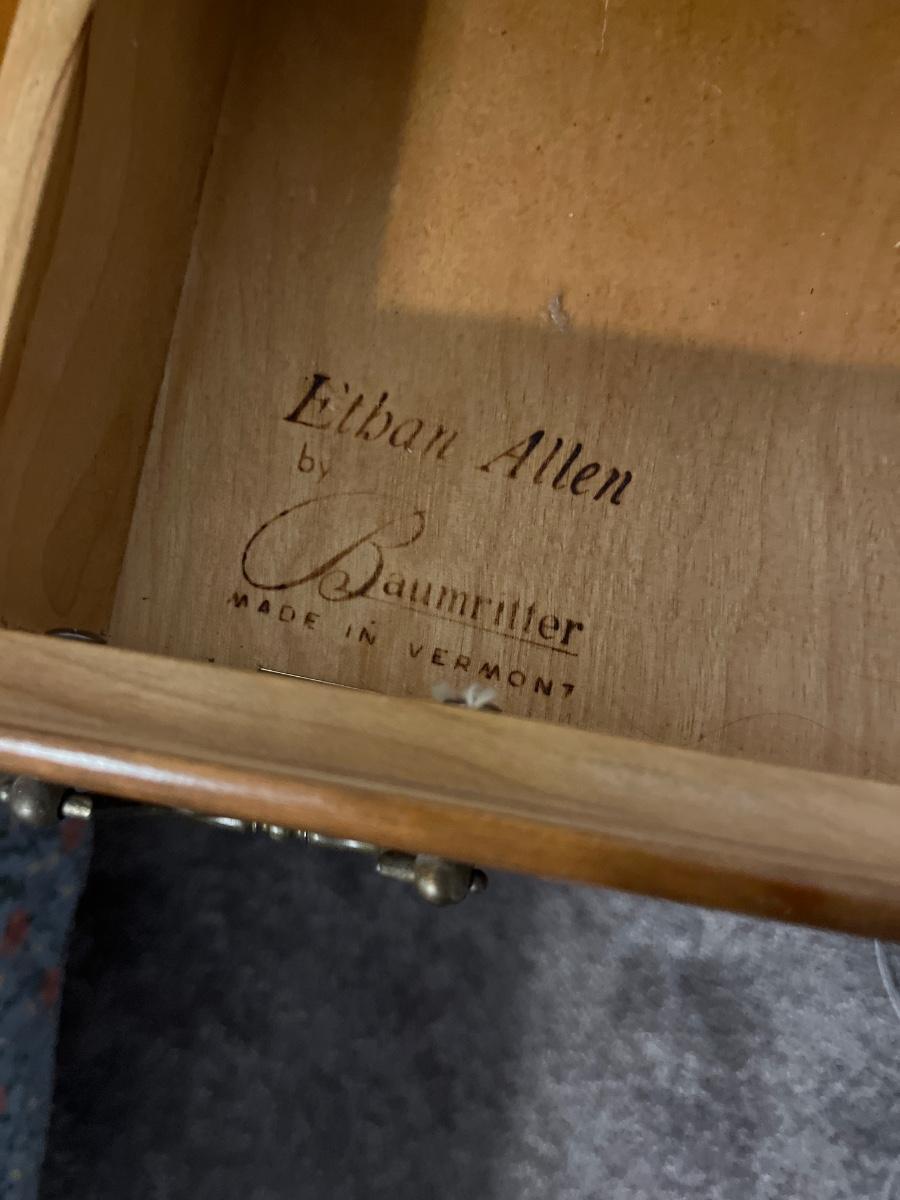 Ethan Allen
by
Baumritter
MADE IN VERMONT